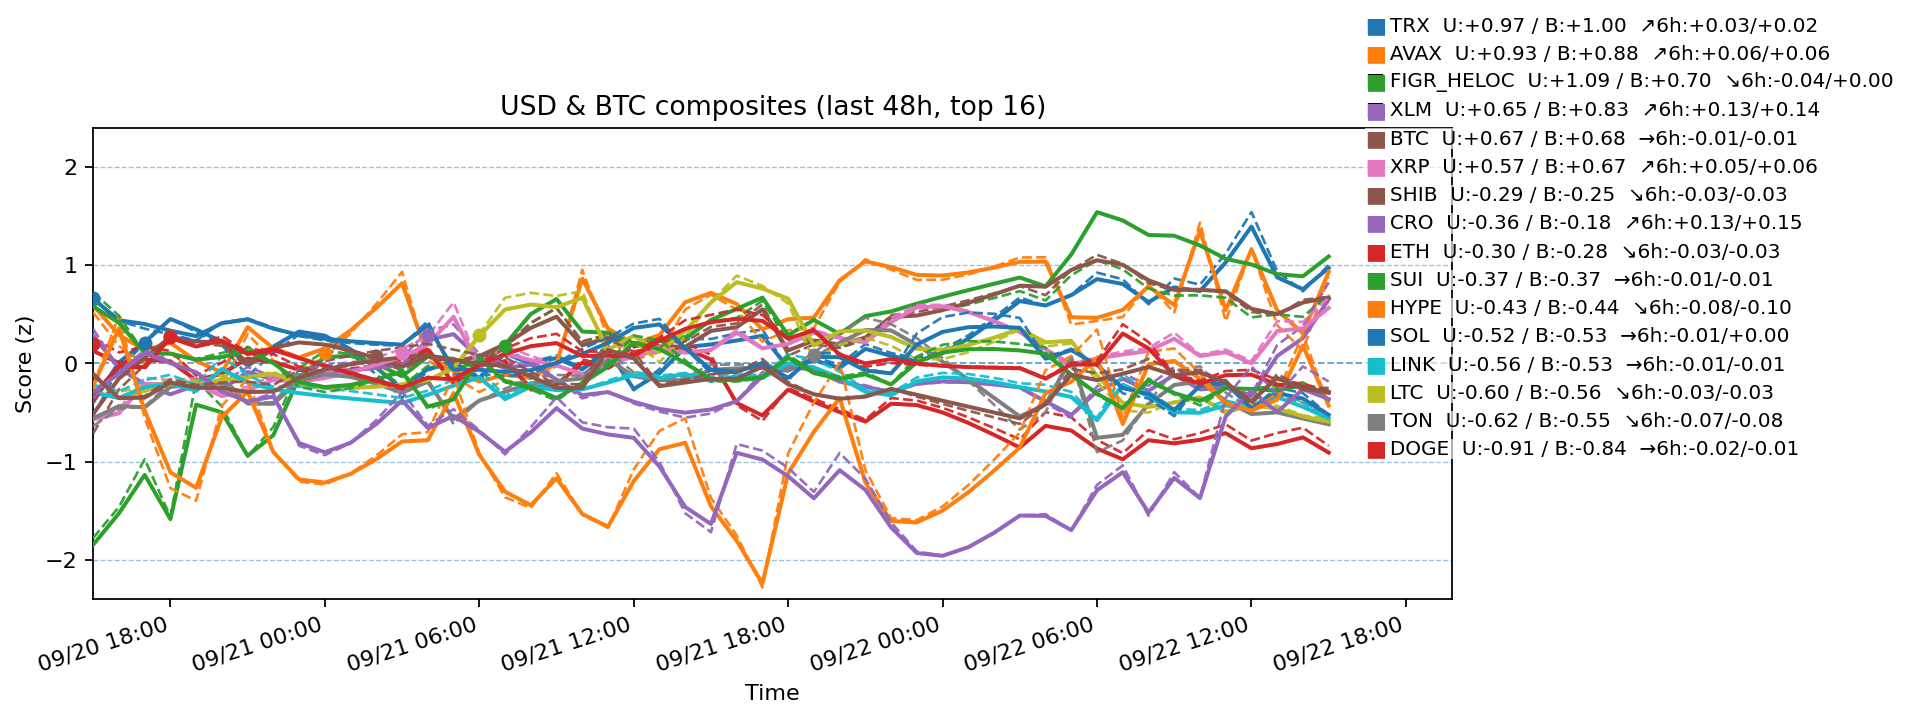 TRX  U:+0.97 / B:+1.00  ↗6h:+0.03/+0.02
AVAX  U:+0.93 / B:+0.88  ↗6h:+0.06/+0.06
FIGR_HELOC  U:+1.09 / B:+0.70  ↘6h:-0.04/+0.00
XLM  U:+0.65 / B:+0.83  ↗6h:+0.13/+0.14
BTC  U:+0.67 / B:+0.68  →6h:-0.01/-0.01
XRP  U:+0.57 / B:+0.67  ↗6h:+0.05/+0.06
SHIB  U:-0.29 / B:-0.25  ↘6h:-0.03/-0.03
CRO  U:-0.36 / B:-0.18  ↗6h:+0.13/+0.15
ETH  U:-0.30 / B:-0.28  ↘6h:-0.03/-0.03
SUI  U:-0.37 / B:-0.37  →6h:-0.01/-0.01
HYPE  U:-0.43 / B:-0.44  ↘6h:-0.08/-0.10
SOL  U:-0.52 / B:-0.53  →6h:-0.01/+0.00
LINK  U:-0.56 / B:-0.53  →6h:-0.01/-0.01
LTC  U:-0.60 / B:-0.56  ↘6h:-0.03/-0.03
TON  U:-0.62 / B:-0.55  ↘6h:-0.07/-0.08
DOGE  U:-0.91 / B:-0.84  →6h:-0.02/-0.01
USD & BTC composites (last 48h, top 16)
Score (z)
2
1
0
−1
−2
09/20 18:00
09/21 00:00
09/21 06:00
09/21 12:00
09/21 18:00
09/22 00:00
09/22 06:00
09/22 12:00
09/22 18:00
Time